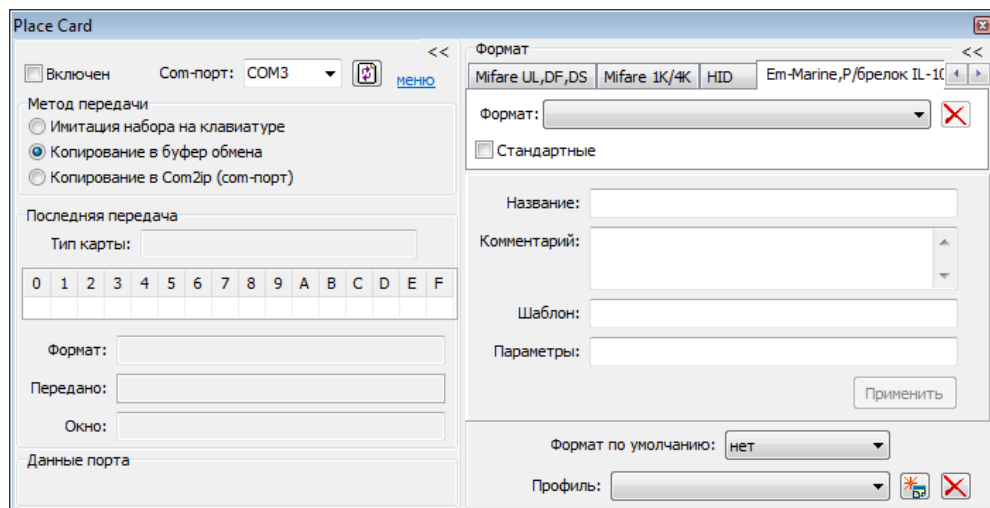 Place Card
<<
Включен
Com-порт:
COM3
меню
Метод передачи
Имитация набора на клавиатуре
Копирование в буфер обмена
Копирование в Com2ip (com-порт)
Последняя передача
Тип карты:
0 1 2 3 4 5 6 7 8 9 A B C D E F
Формат:
Передано:
Окно:
Данные порта
Формат
<<
Mifare UL,DF,DS
Mifare 1K/4K
HID
Em-Marine,Р/брелок IL-10
Формат:
Стандартные
Название:
Комментарий:
Шаблон:
Параметры:
Применить
Формат по умолчанию:
нет
Профиль: